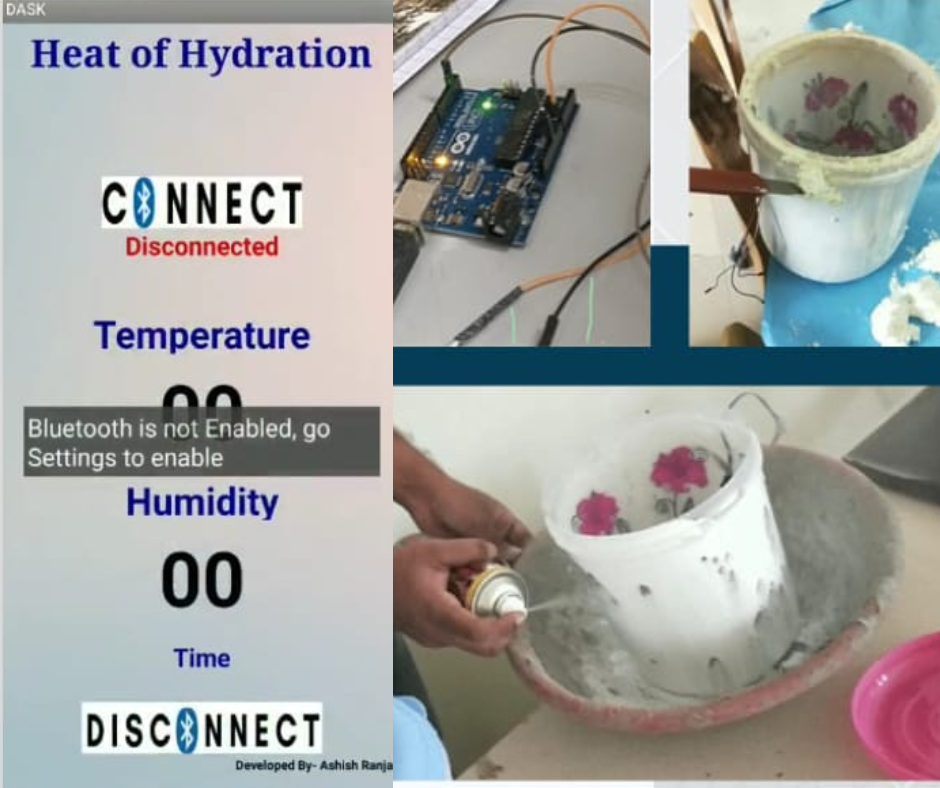 DASK
Heat of Hydration
CONNECT
Disconnected
Temperature
00
Bluetooth is not Enabled, go
Settings to enable
Humidity
00
Time
DISCONNECT
Developed By- Ashish Ranja